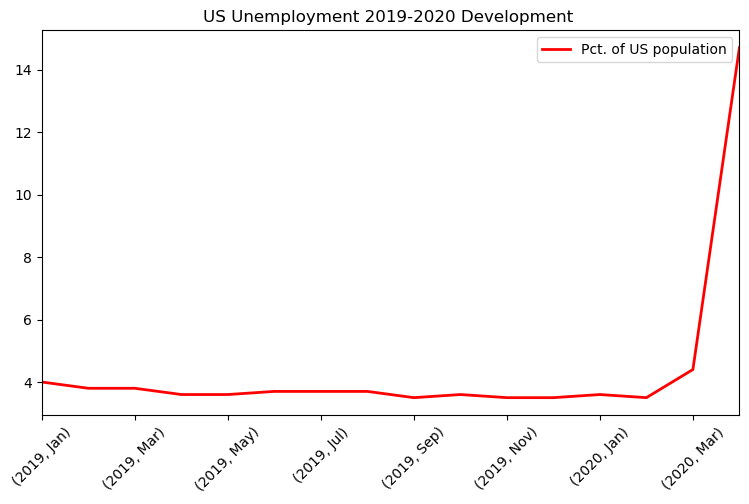 US Unemployment 2019-2020 Development
Pct. of US population
14
12
10
8
6
4
(2019, Jan)
(2019, Mar)
(2019, May)
(2019, Jul)
(2019, Sep)
(2019, Nov)
(2020, Jan)
(2020, Mar)